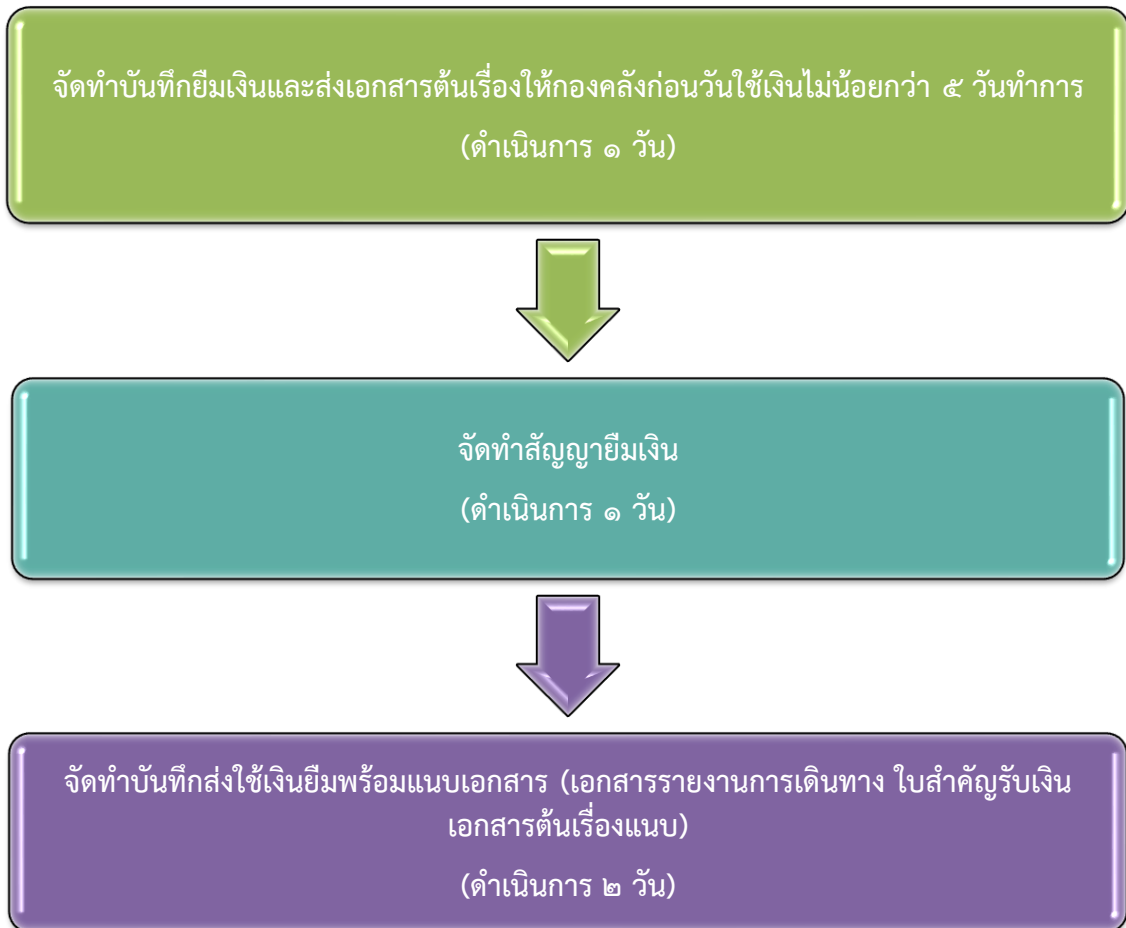 จัดทำบันทึกยืมเงินและส่งเอกสารต้นเรื่องให้กองคลังก่อนวันใช้เงินไม่น้อยกว่า ๕ วันทำการ
(ดำเนินการ ๑ วัน)
จัดทำสัญญายืมเงิน
(ดำเนินการ ๑ วัน)
จัดทำบันทึกส่งใช้เงินยืมพร้อมแนบเอกสาร (เอกสารรายงานการเดินทาง ใบสำคัญรับเงิน
เอกสารต้นเรื่องแนบ)
(ดำเนินการ ๒ วัน)